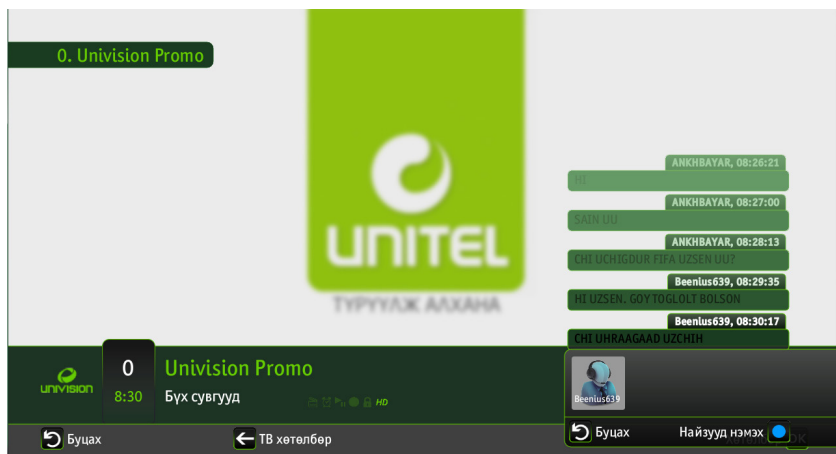 0. Univision Promo
UNITEL
ТҮРҮҮЛЖ АЛХАНА
ANKHBAYAR, 08:26:21
HI
ANKHBAYAR, 08:27:00
SAIN UU
ANKHBAYAR, 08:28:13
CHI UCHIGDUR FIFA UZSEN UU?
Beenlus639, 08:29:35
HI UZSEN. GOY TOGLOLT BOLSON
Beenlus639, 08:30:17
CHI UHRAAGAAD UZCHIH
UNIVISION
0
8:30
Univision Promo
Бүх сувгууд
HD
Beenlus639
Буцах
ТВ хөтөлбөр
Буцах
Найзууд нэмэх
OK